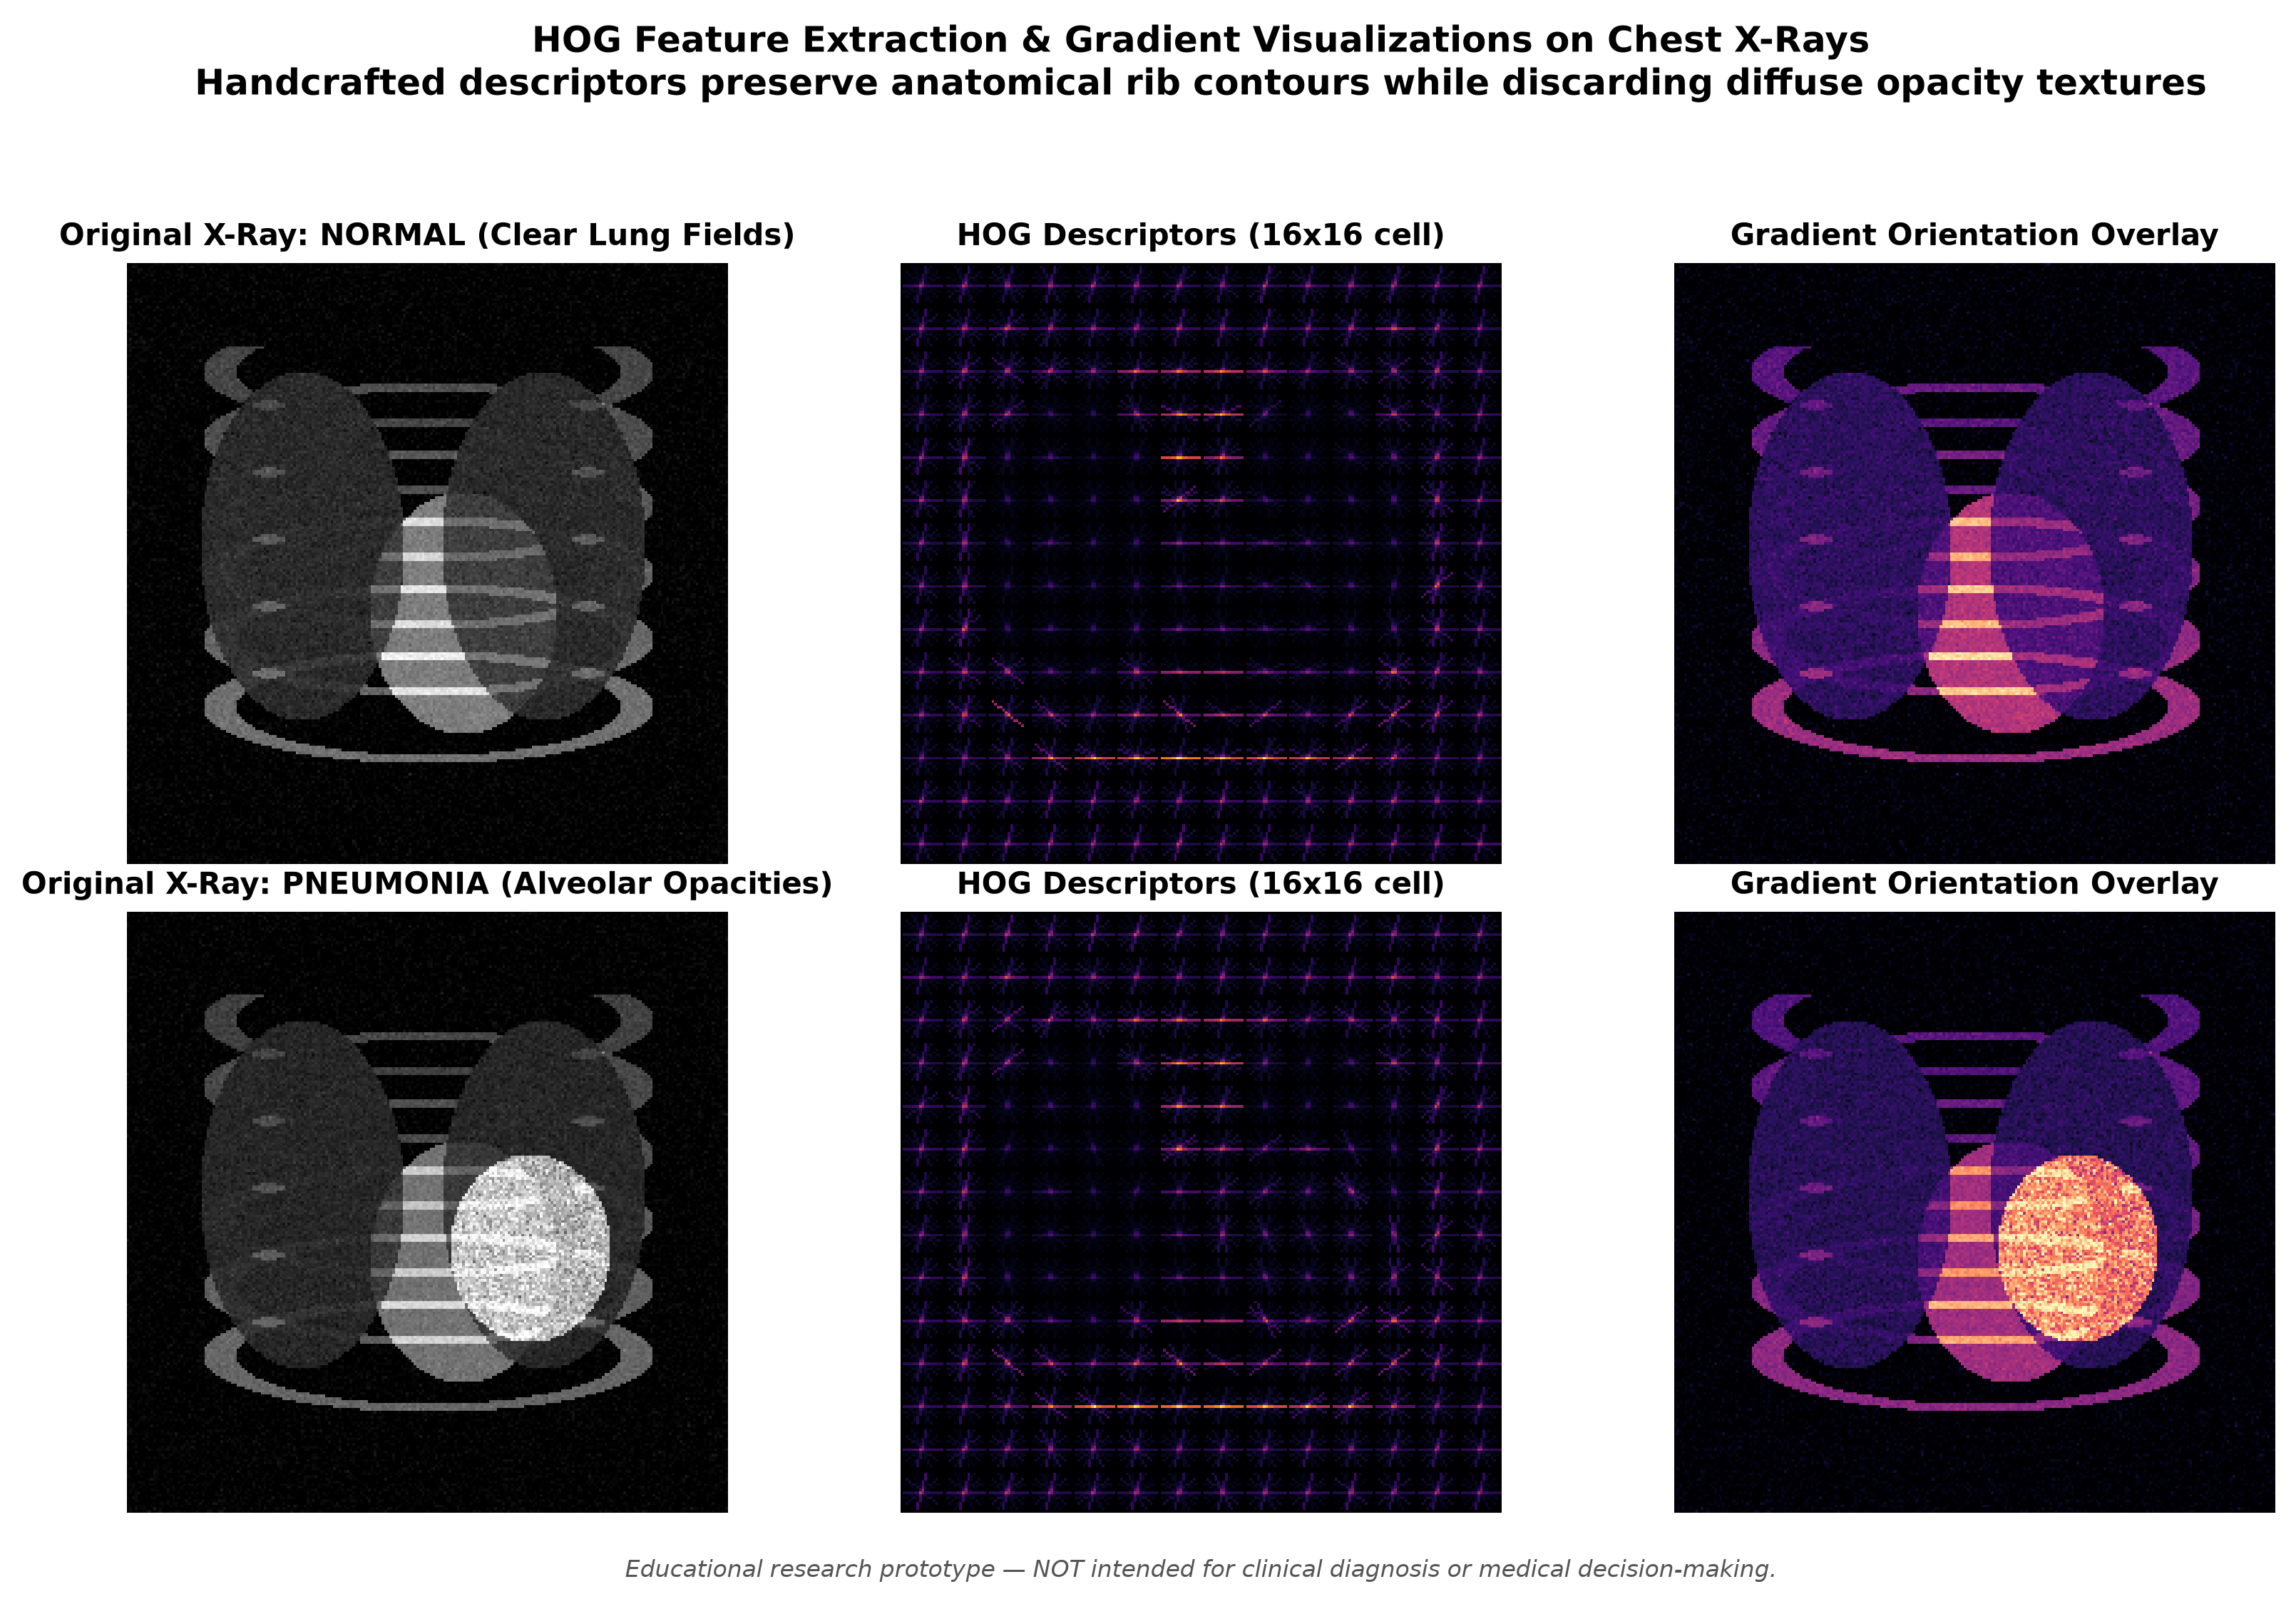 HOG Feature Extraction & Gradient Visualizations on Chest X-Rays
Handcrafted descriptors preserve anatomical rib contours while discarding diffuse opacity textures
Original X-Ray: NORMAL (Clear Lung Fields)
HOG Descriptors (16x16 cell)
Gradient Orientation Overlay
Original X-Ray: PNEUMONIA (Alveolar Opacities)
HOG Descriptors (16x16 cell)
Gradient Orientation Overlay
Educational research prototype — NOT intended for clinical diagnosis or medical decision-making.